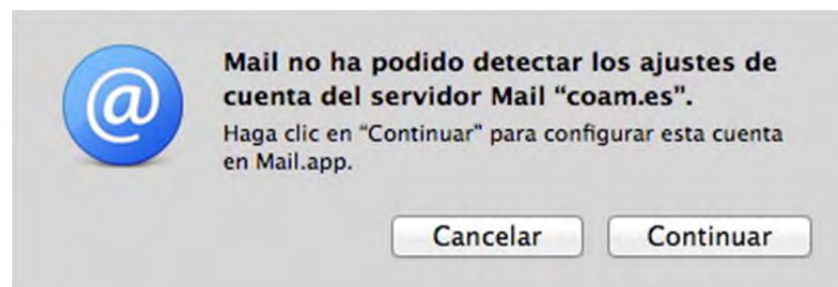 @
Mail no ha podido detectar los ajustes de
cuenta del servidor Mail “coam.es”.
Haga clic en “Continuar” para configurar esta cuenta
en Mail.app.
Cancelar Continuar